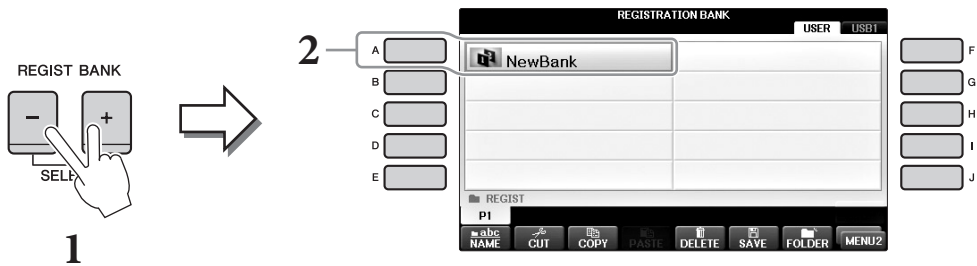 REGIST BANK
- +
SELE
1
2
A
B
C
D
E
REGISTRATION BANK
USER USB1
NewBank
REGIST
P1
abc
NAME CUT COPY PASTE DELETE SAVE FOLDER MENU2
F
G
H
I
J